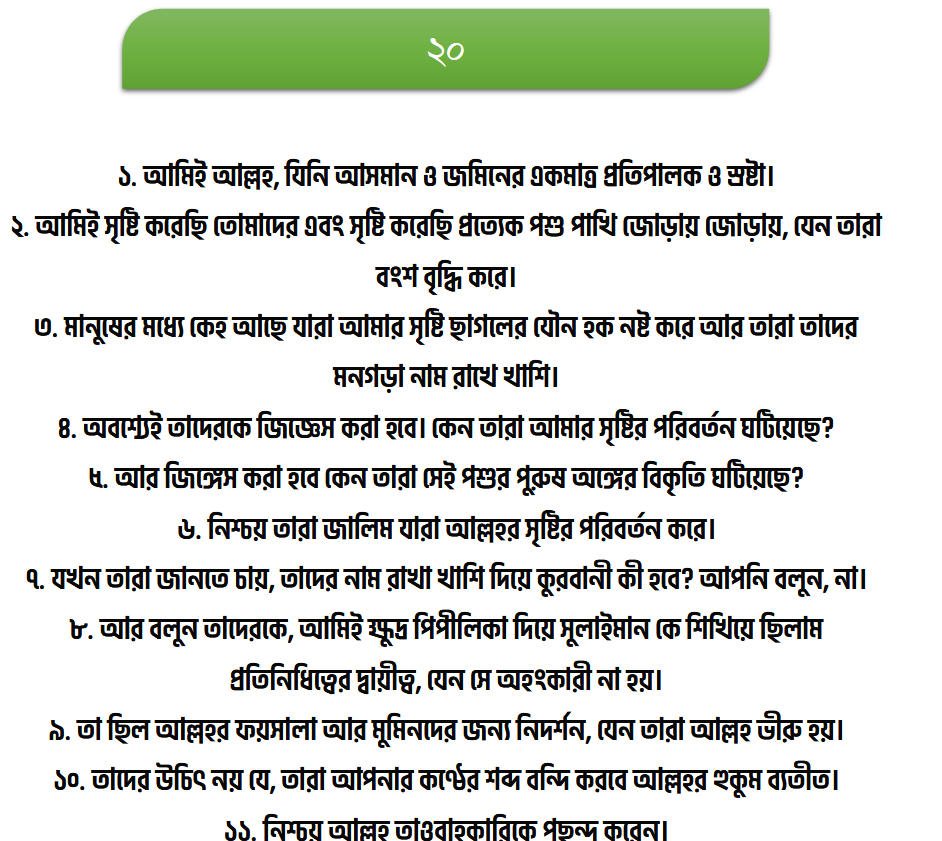 ২০
১. আমিই আল্লহ, যিনি আসমান ও জমিনের একমাত্র প্রতিপালক ও স্রষ্টা।
২. আমিই সৃষ্টি করেছি তোমাদের এবং সৃষ্টি করেছি প্রত্যেক পশু পাখি জোড়ায় জোড়ায়, যেন তারা
বংশ বৃদ্ধি করে।
৩. মানুষের মধ্যে কেহ আছে যারা আমার সৃষ্টি ছাগলের যৌন হক নষ্ট করে আর তারা তাদের
মনগড়া নাম রাখে খাশি।
৪. অবশ্যেই তাদেরকে জিজ্ঞেস করা হবে। কেন তারা আমার সৃষ্টির পরিবর্তন ঘটিয়েছে?
৫. আর জিঙ্গেস করা হবে কেন তারা সেই পশুর পুরুষ অঙ্গের বিকৃতি ঘটিয়েছে?
৬. নিশ্চয় তারা জালিম যারা আল্লহর সৃষ্টির পরিবর্তন করে।
৭. যখন তারা জানতে চায়, তাদের নাম রাখা খাশি দিয়ে কুরবানী কী হবে? আপনি বলুন, না।
৮. আর বলুন তাদেরকে, আমিই ক্ষুদ্র পিপীলিকা দিয়ে সুলাইমান কে শিখিয়ে ছিলাম
প্রতিনিধিত্বের দ্বায়ীত্ব, যেন সে অহংকারী না হয়।
৯. তা ছিল আল্লহর ফয়সালা আর মুমিনদের জন্য নিদর্শন, যেন তারা আল্লহ ভীরু হয়।
১০. তাদের উচিৎ নয় যে, তারা আপনার কণ্ঠের শব্দ বন্দি করবে আল্লহর হুকুম ব্যতীত।
১১. নিশ্চয় আল্লহ তাওবাহকারিকে পছন্দ করেন।